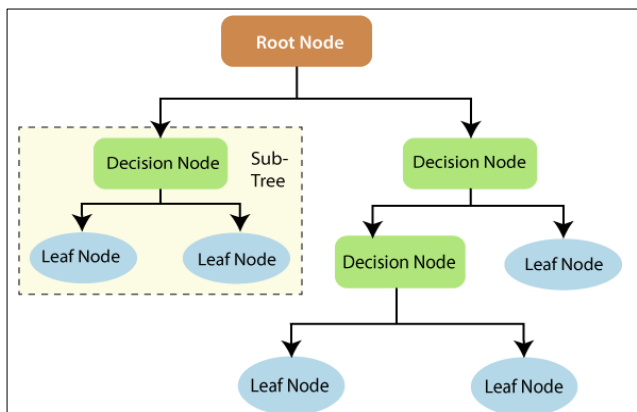 Root Node
Decision Node
Sub-
Tree
Decision Node
Leaf Node
Leaf Node
Decision Node
Leaf Node
Leaf Node
Leaf Node